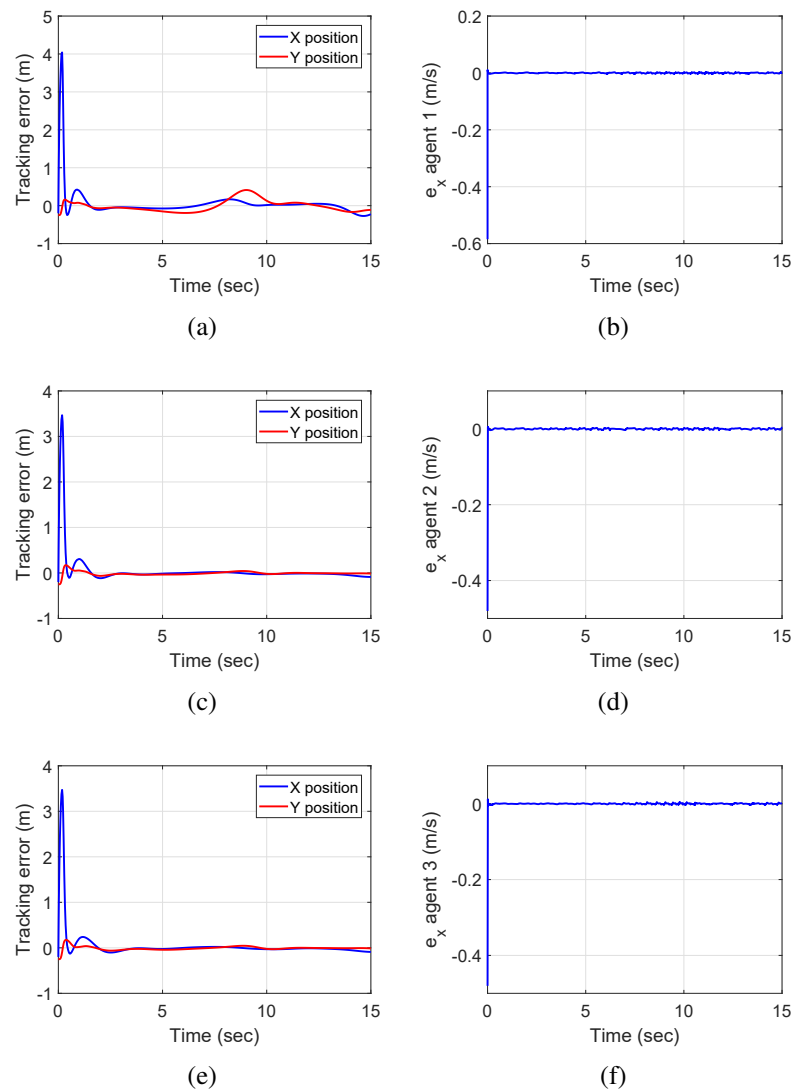 5
4
3
2
1
0
-1
Tracking error (m)
X position
Y position
0 5 10 15
Time (sec)
(a)
0.2
0
-0.2
-0.4
-0.6
e_x agent 1 (m/s)
0 5 10 15
Time (sec)
(b)
4
3
2
1
0
-1
Tracking error (m)
X position
Y position
0 5 10 15
Time (sec)
(c)
0
-0.2
-0.4
e_x agent 2 (m/s)
0 5 10 15
Time (sec)
(d)
4
3
2
1
0
-1
Tracking error (m)
X position
Y position
0 5 10 15
Time (sec)
(e)
0
-0.2
-0.4
e_x agent 3 (m/s)
0 5 10 15
Time (sec)
(f)